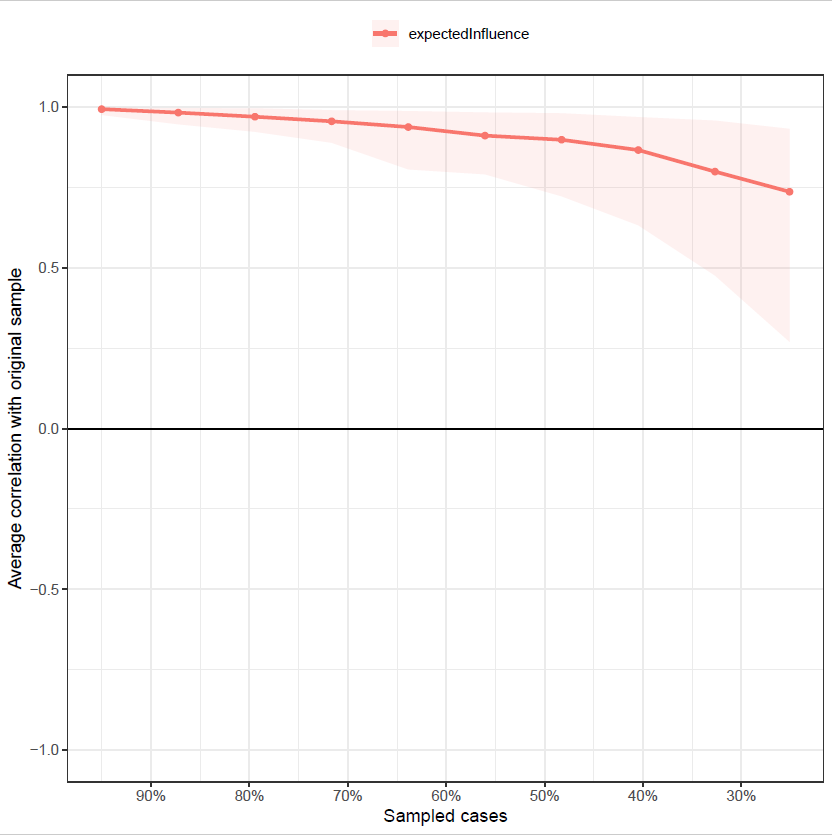 expectedInfluence
1.0
0.5
0.0
−0.5
−1.0
Average correlation with original sample
90% 80% 70% 60% 50% 40% 30%
Sampled cases